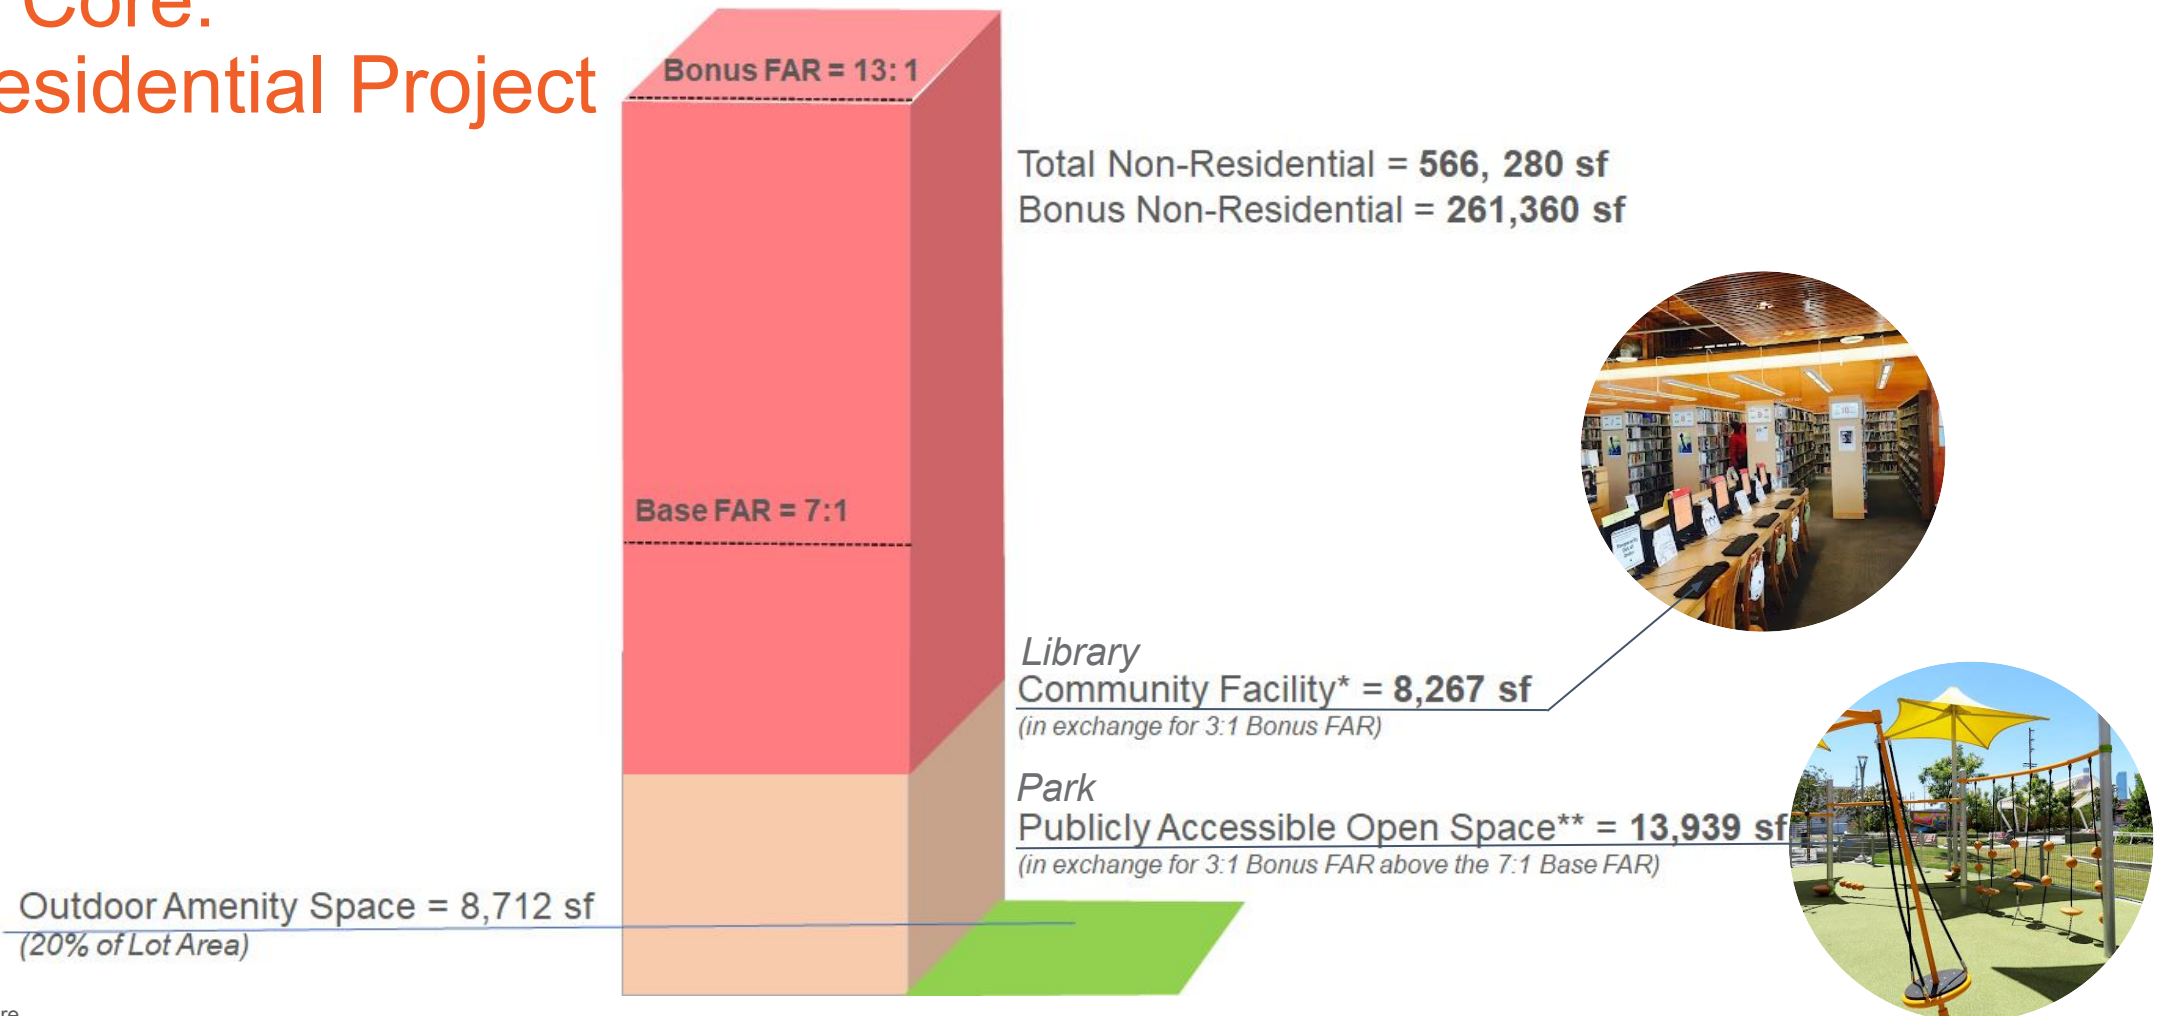 Core:
esidential Project
Bonus FAR = 13:1
Total Non-Residential = 566, 280 sf
Bonus Non-Residential = 261,360 sf
Base FAR = 7:1
Library
Community Facility* = 8,267 sf
(in exchange for 3:1 Bonus FAR)
Park
Publicly Accessible Open Space** = 13,939 sf
(in exchange for 3:1 Bonus FAR above the 7:1 Base FAR)
Outdoor Amenity Space = 8,712 sf
(20% of Lot Area)
re